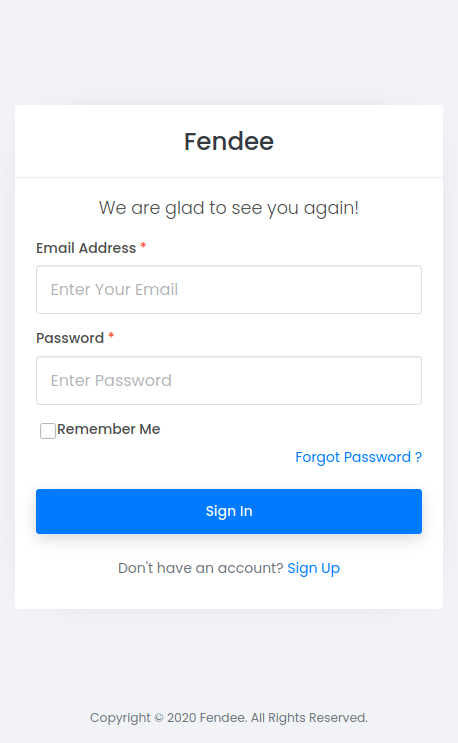 Fendee
We are glad to see you again!
Email Address *
Enter Your Email
Password *
Enter Password
Remember Me
Forgot Password ?
Sign In
Don't have an account? Sign Up
Copyright © 2020 Fendee. All Rights Reserved.